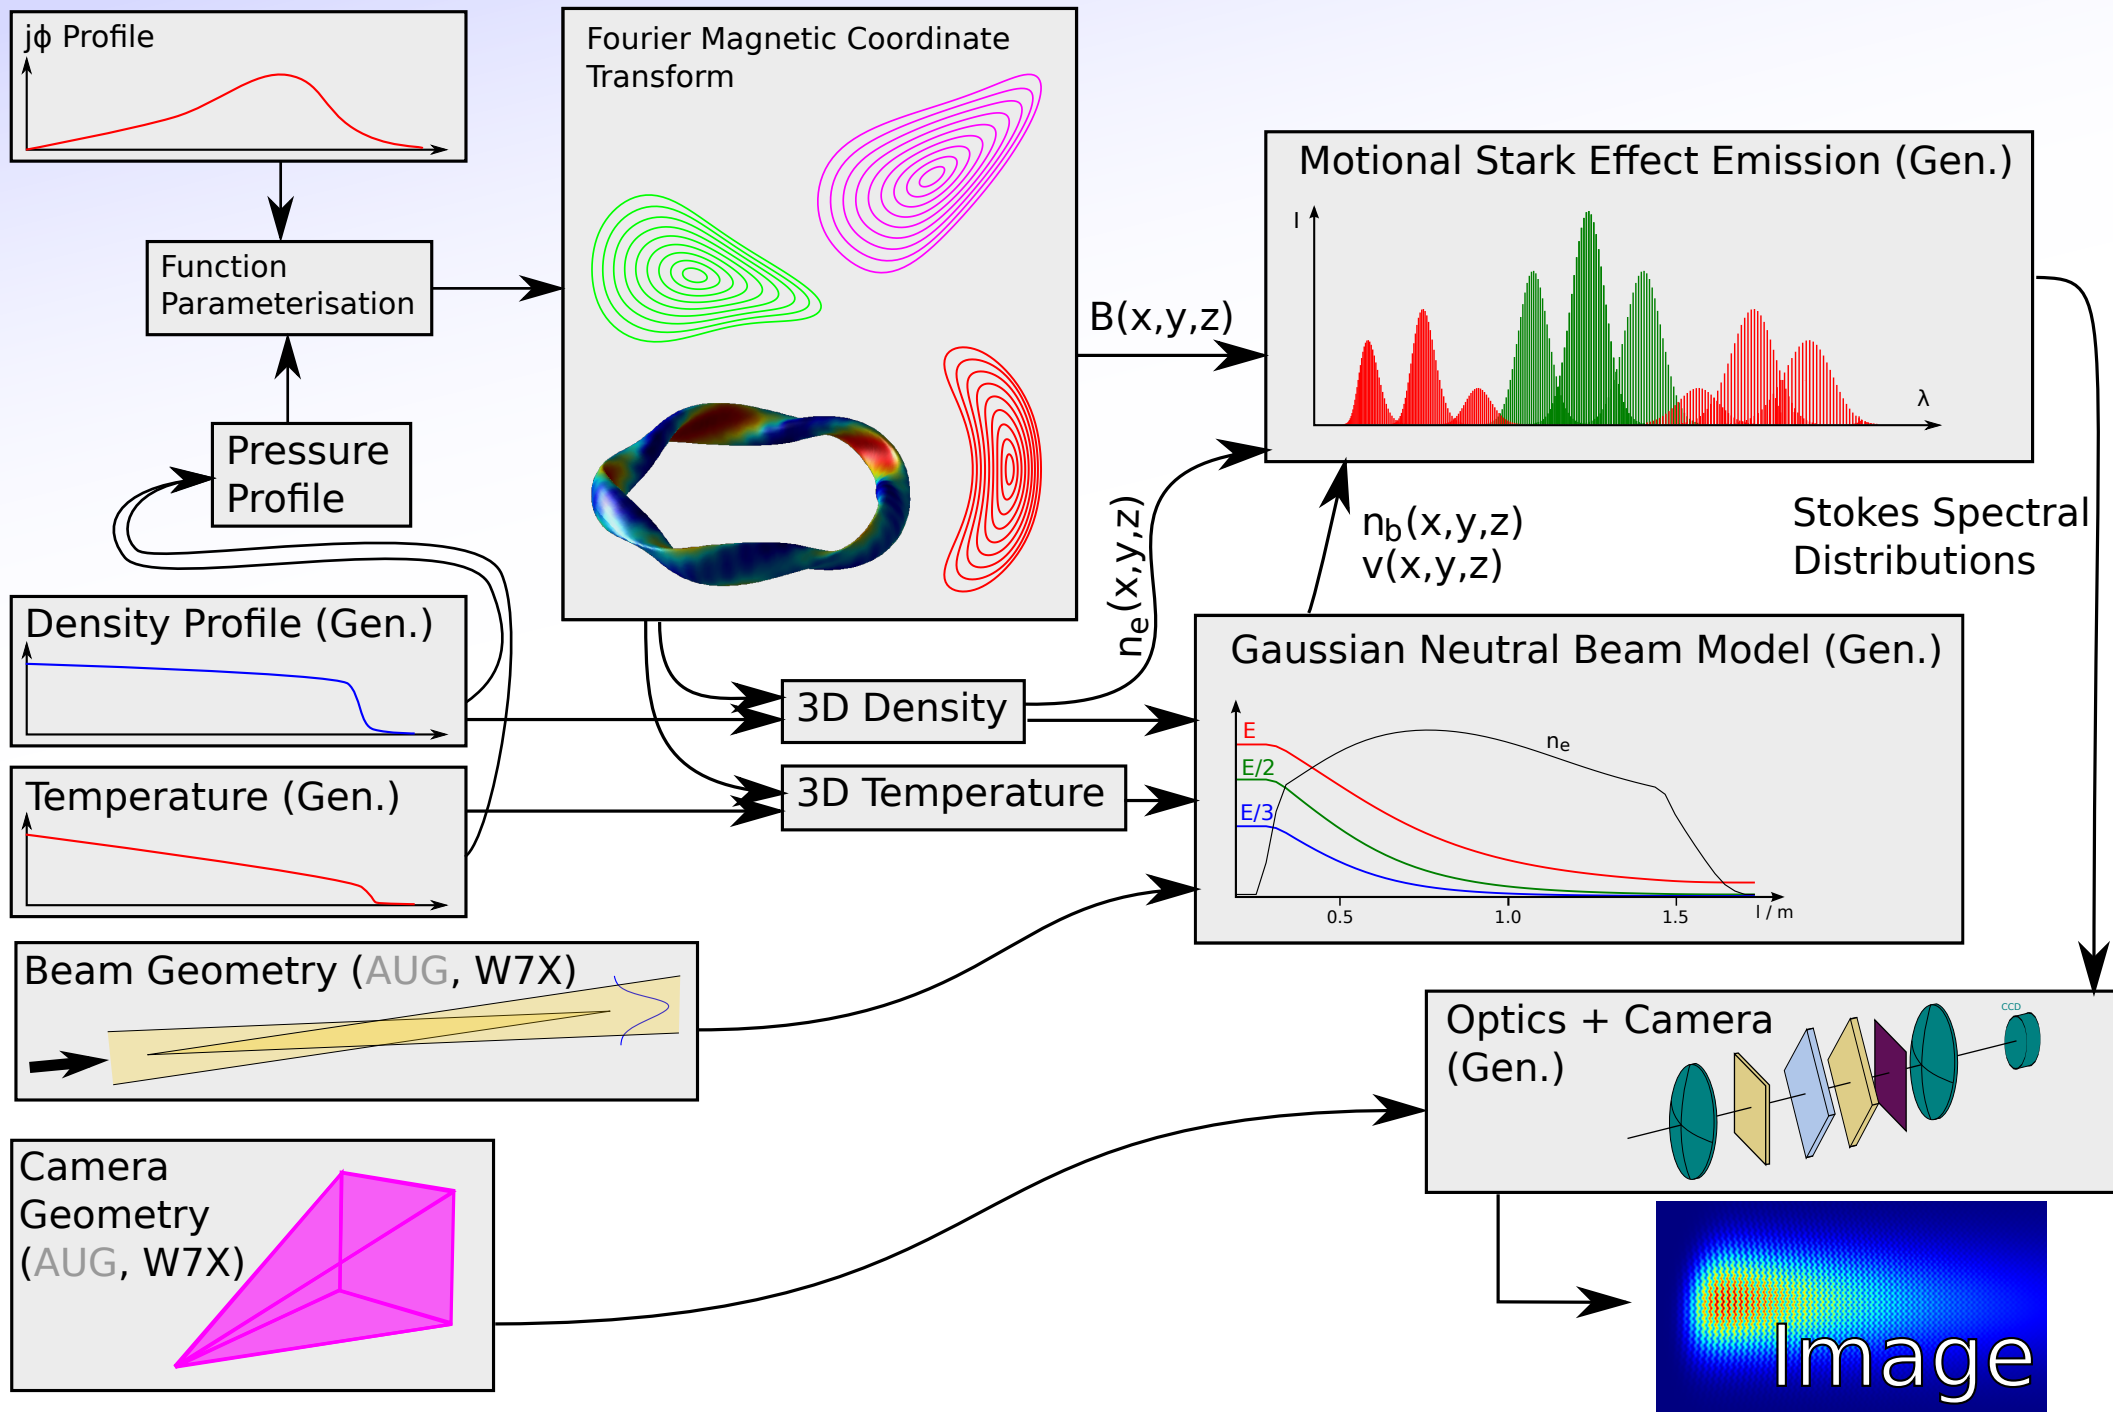 jϕ Profile
Fourier Magnetic Coordinate
Transform
Function
Parameterisation
Pressure
Profile
B(x,y,z)
Motional Stark Effect Emission (Gen.)
I
λ
ne(x,y,z)
nb(x,y,z)
v(x,y,z)
Stokes Spectral
Distributions
Density Profile (Gen.)
Temperature (Gen.)
3D Density
3D Temperature
Gaussian Neutral Beam Model (Gen.)
E
E/2
E/3
ne
0.5
1.0
1.5
l / m
Beam Geometry (AUG, W7X)
Camera
Geometry
(AUG, W7X)
Optics + Camera
(Gen.)
CCD
Image